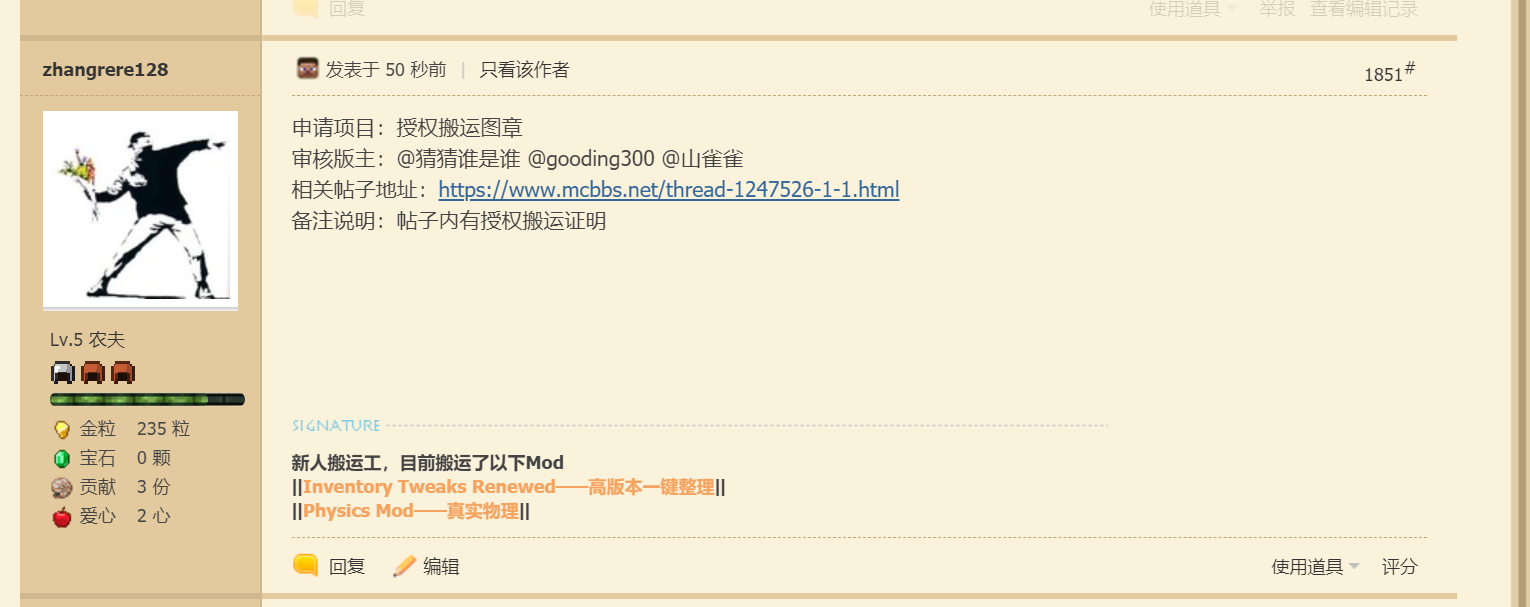 回复 使用道具 举报 查看编辑记录
zhangrere128
发表于 50 秒前 | 只看该作者
1851#
申请项目：授权搬运图章
审核版主：@猜猜谁是谁 @gooding300 @山雀雀
相关帖子地址：https://www.mcbbs.net/thread-1247526-1-1.html
备注说明：帖子内有授权搬运证明
Lv.5 农夫
金粒 235 粒
宝石 0 颗
贡献 3 份
爱心 2 心
SIGNATURE
新人搬运工，目前搬运了以下Mod
||Inventory Tweaks Renewed——高版本一键整理||
||Physics Mod——真实物理||
回复 编辑 使用道具 评分